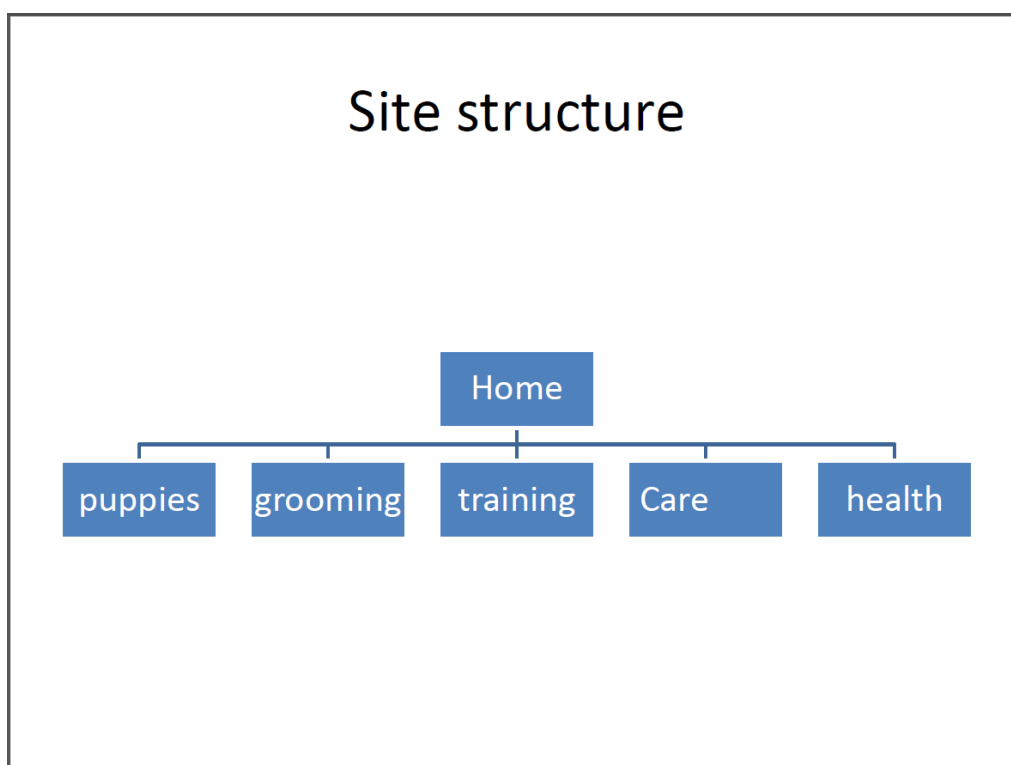 Site structure
Home
puppies
grooming
training
Care
health